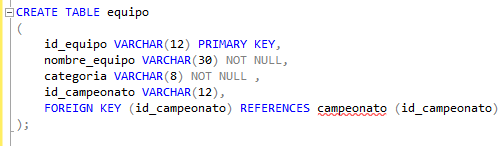 CREATE TABLE equipo
(
id_equipo VARCHAR(12) PRIMARY KEY,
nombre_equipo VARCHAR(30) NOT NULL,
categoria VARCHAR(8) NOT NULL ,
id_campeonato VARCHAR(12),
FOREIGN KEY (id_campeonato) REFERENCES campeonato (id_campeonato)
);